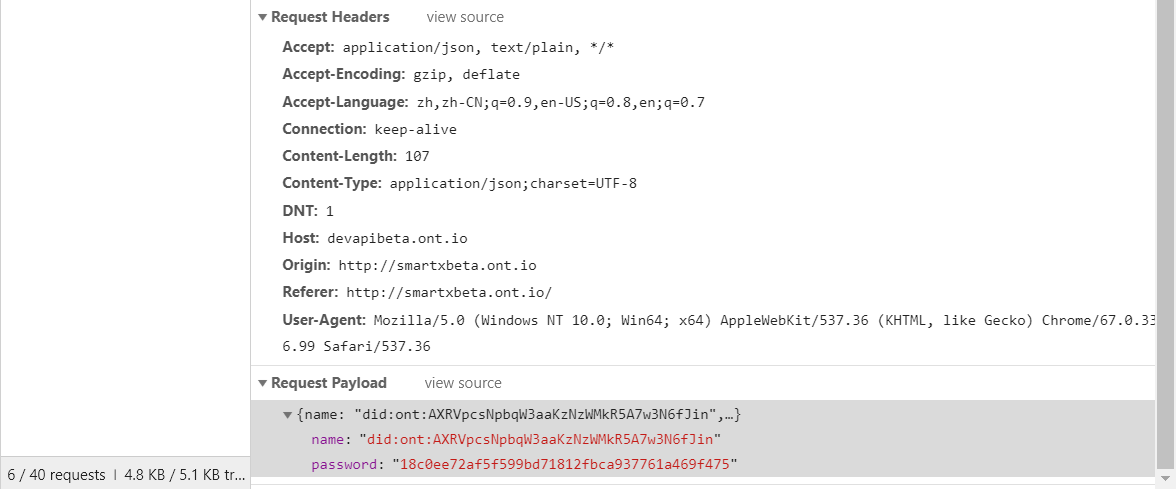 Request Headers view source
Accept: application/json, text/plain, */*
Accept-Encoding: gzip, deflate
Accept-Language: zh,zh-CN;q=0.9,en-US;q=0.8,en;q=0.7
Connection: keep-alive
Content-Length: 107
Content-Type: application/json;charset=UTF-8
DNT: 1
Host: devapibeta.ont.io
Origin: http://smartxbeta.ont.io
Referer: http://smartxbeta.ont.io/
User-Agent: Mozilla/5.0 (Windows NT 10.0; Win64; x64) AppleWebKit/537.36 (KHTML, like Gecko) Chrome/67.0.33
6.99 Safari/537.36
Request Payload view source
{name: "did:ont:AXRVpcsNpbqW3aaKzNzWMkR5A7w3N6fJin",…}
name: "did:ont:AXRVpcsNpbqW3aaKzNzWMkR5A7w3N6fJin"
password: "18c0ee72af5f599bd71812fbca937761a469f475"
6 / 40 requests | 4.8 KB / 5.1 KB tr...